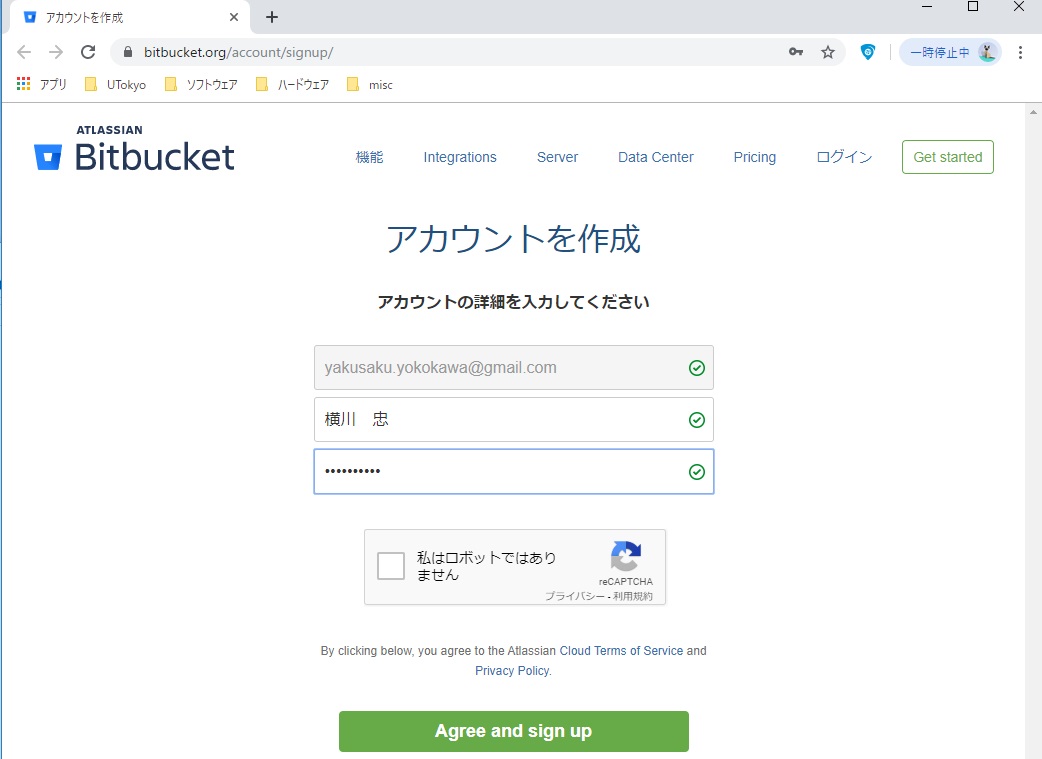 アカウントを作成
bitbucket.org/account/signup/
一時停止中
アプリ UTokyo ソフトウェア ハードウェア misc
ATLASSIAN
Bitbucket
機能 Integrations Server Data Center Pricing ログイン Get started
アカウントを作成
アカウントの詳細を入力してください
yakusaku.yokokawa@gmail.com
横川　忠
••••••••••
私はロボットではあり
ません
reCAPTCHA
プライバシー - 利用規約
By clicking below, you agree to the Atlassian Cloud Terms of Service and
Privacy Policy.
Agree and sign up